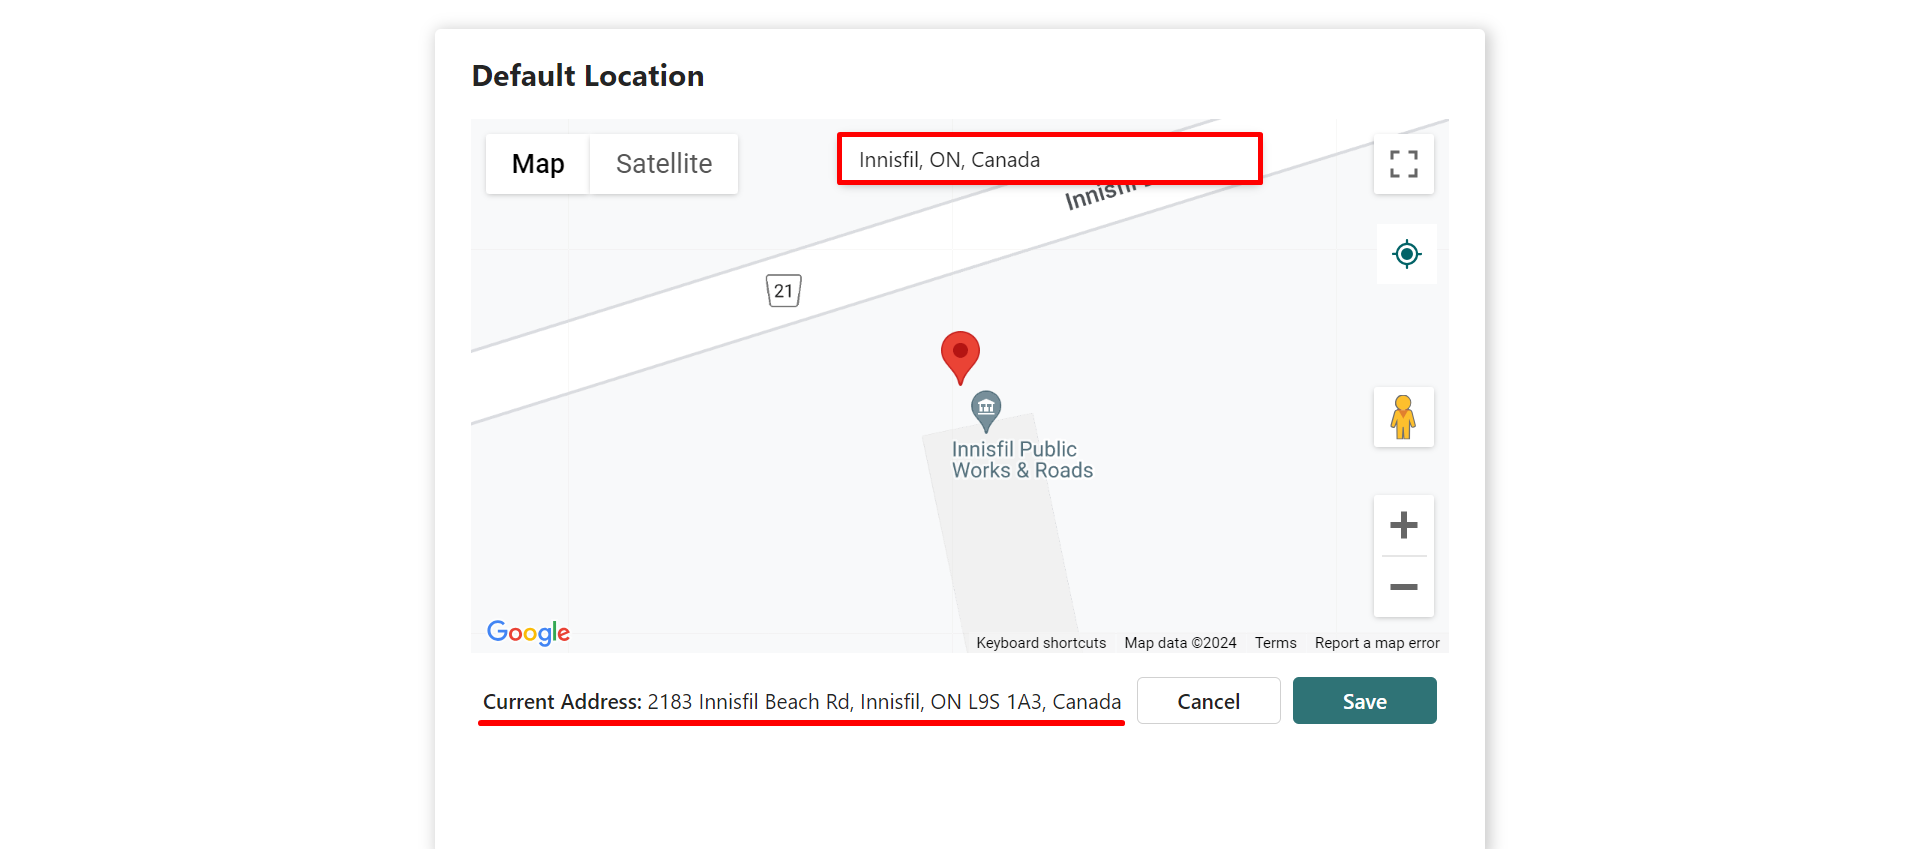 Default Location
Map Satellite
Innisfil, ON, Canada
Innisfil
21
Innisfil Public
Works & Roads
Google
Keyboard shortcuts Map data ©2024 Terms Report a map error
Current Address: 2183 Innisfil Beach Rd, Innisfil, ON L9S 1A3, Canada Cancel Save